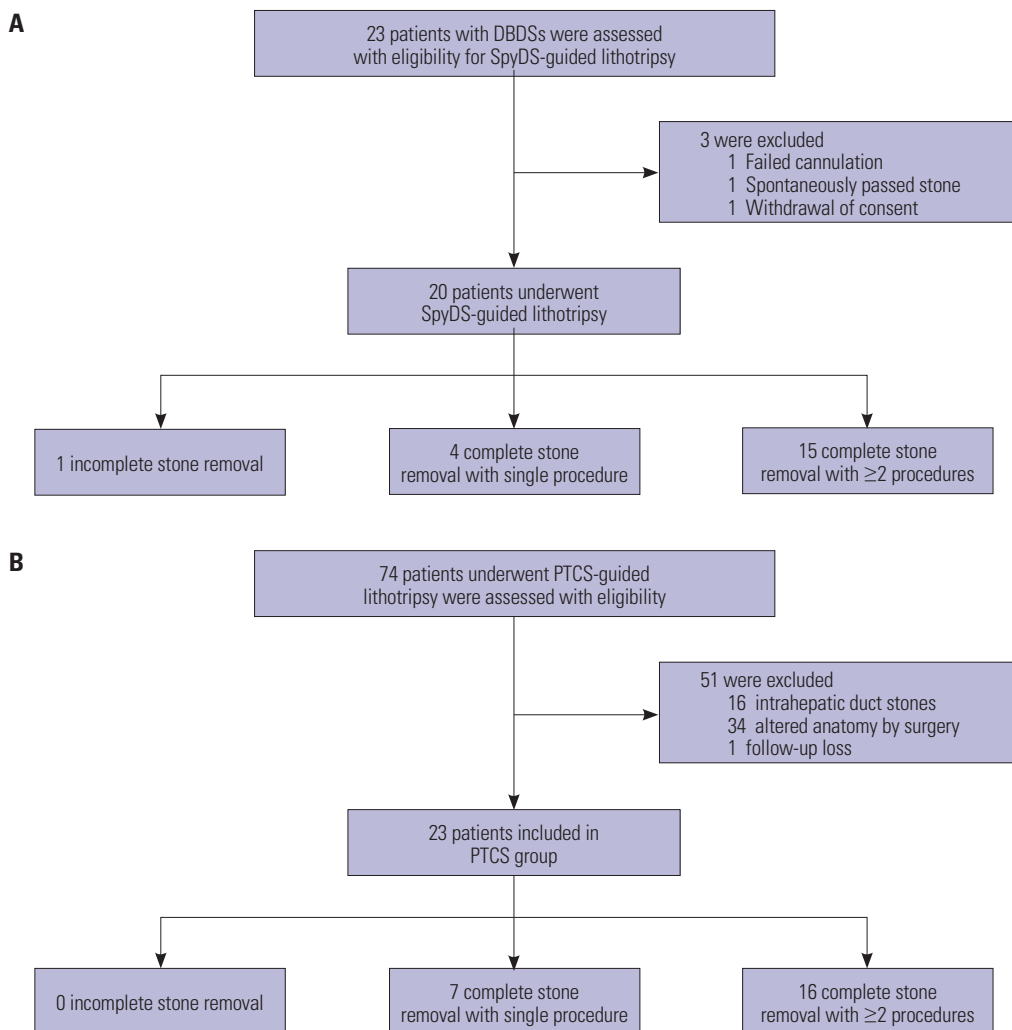 A
23 patients with DBDSs were assessed
with eligibility for SpyDS-guided lithotripsy
3 were excluded
1 Failed cannulation
1 Spontaneously passed stone
1 Withdrawal of consent
20 patients underwent
SpyDS-guided lithotripsy
1 incomplete stone removal
4 complete stone
removal with single procedure
15 complete stone
removal with ≥2 procedures
B
74 patients underwent PTCS-guided
lithotripsy were assessed with eligibility
51 were excluded
16 intrahepatic duct stones
34 altered anatomy by surgery
1 follow-up loss
23 patients included in
PTCS group
0 incomplete stone removal
7 complete stone
removal with single procedure
16 complete stone
removal with ≥2 procedures